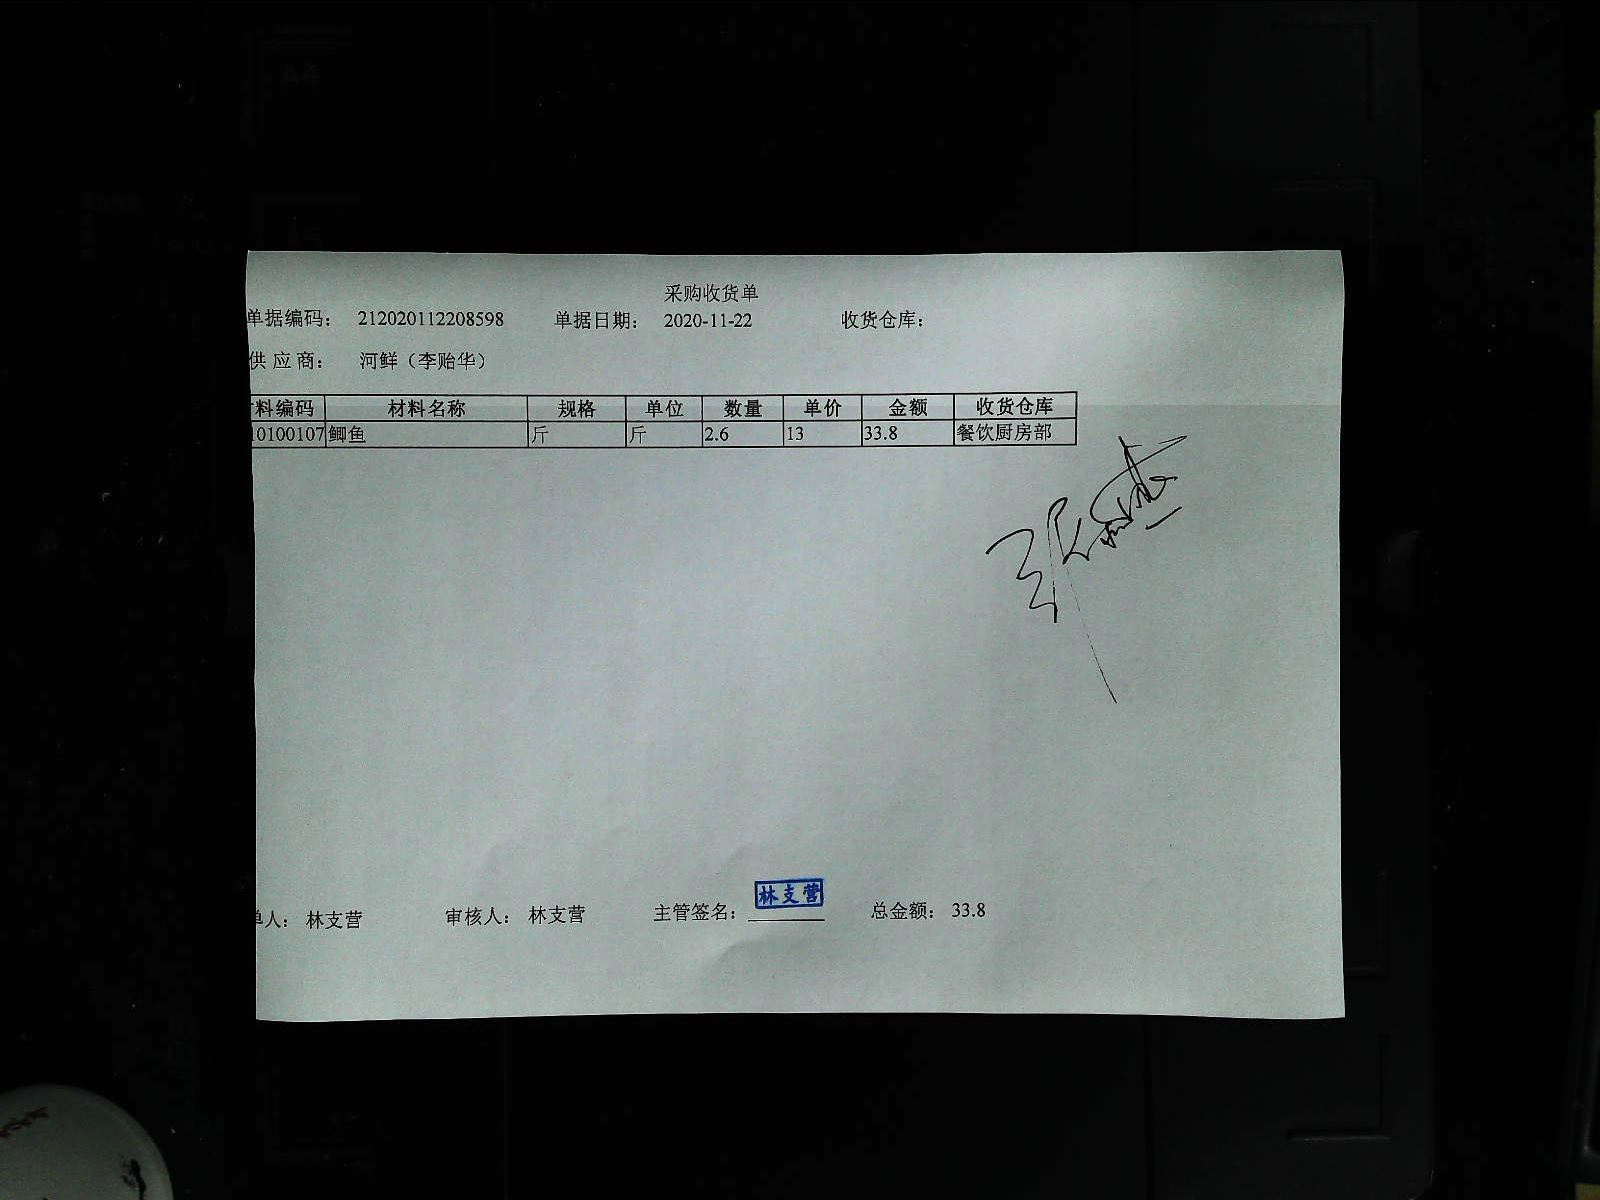 采购收货单
单据编码： 212020112208598 单据日期： 2020-11-22 收货仓库：
供 应 商： 河鲜（李贻华）
料编码 材料名称 规格 单位 数量 单价 金额 收货仓库
10100107 鲫鱼 斤 斤 2.6 13 33.8 餐饮厨房部
单人： 林支营 审核人： 林支营 主管签名： 林支营 总金额： 33.8